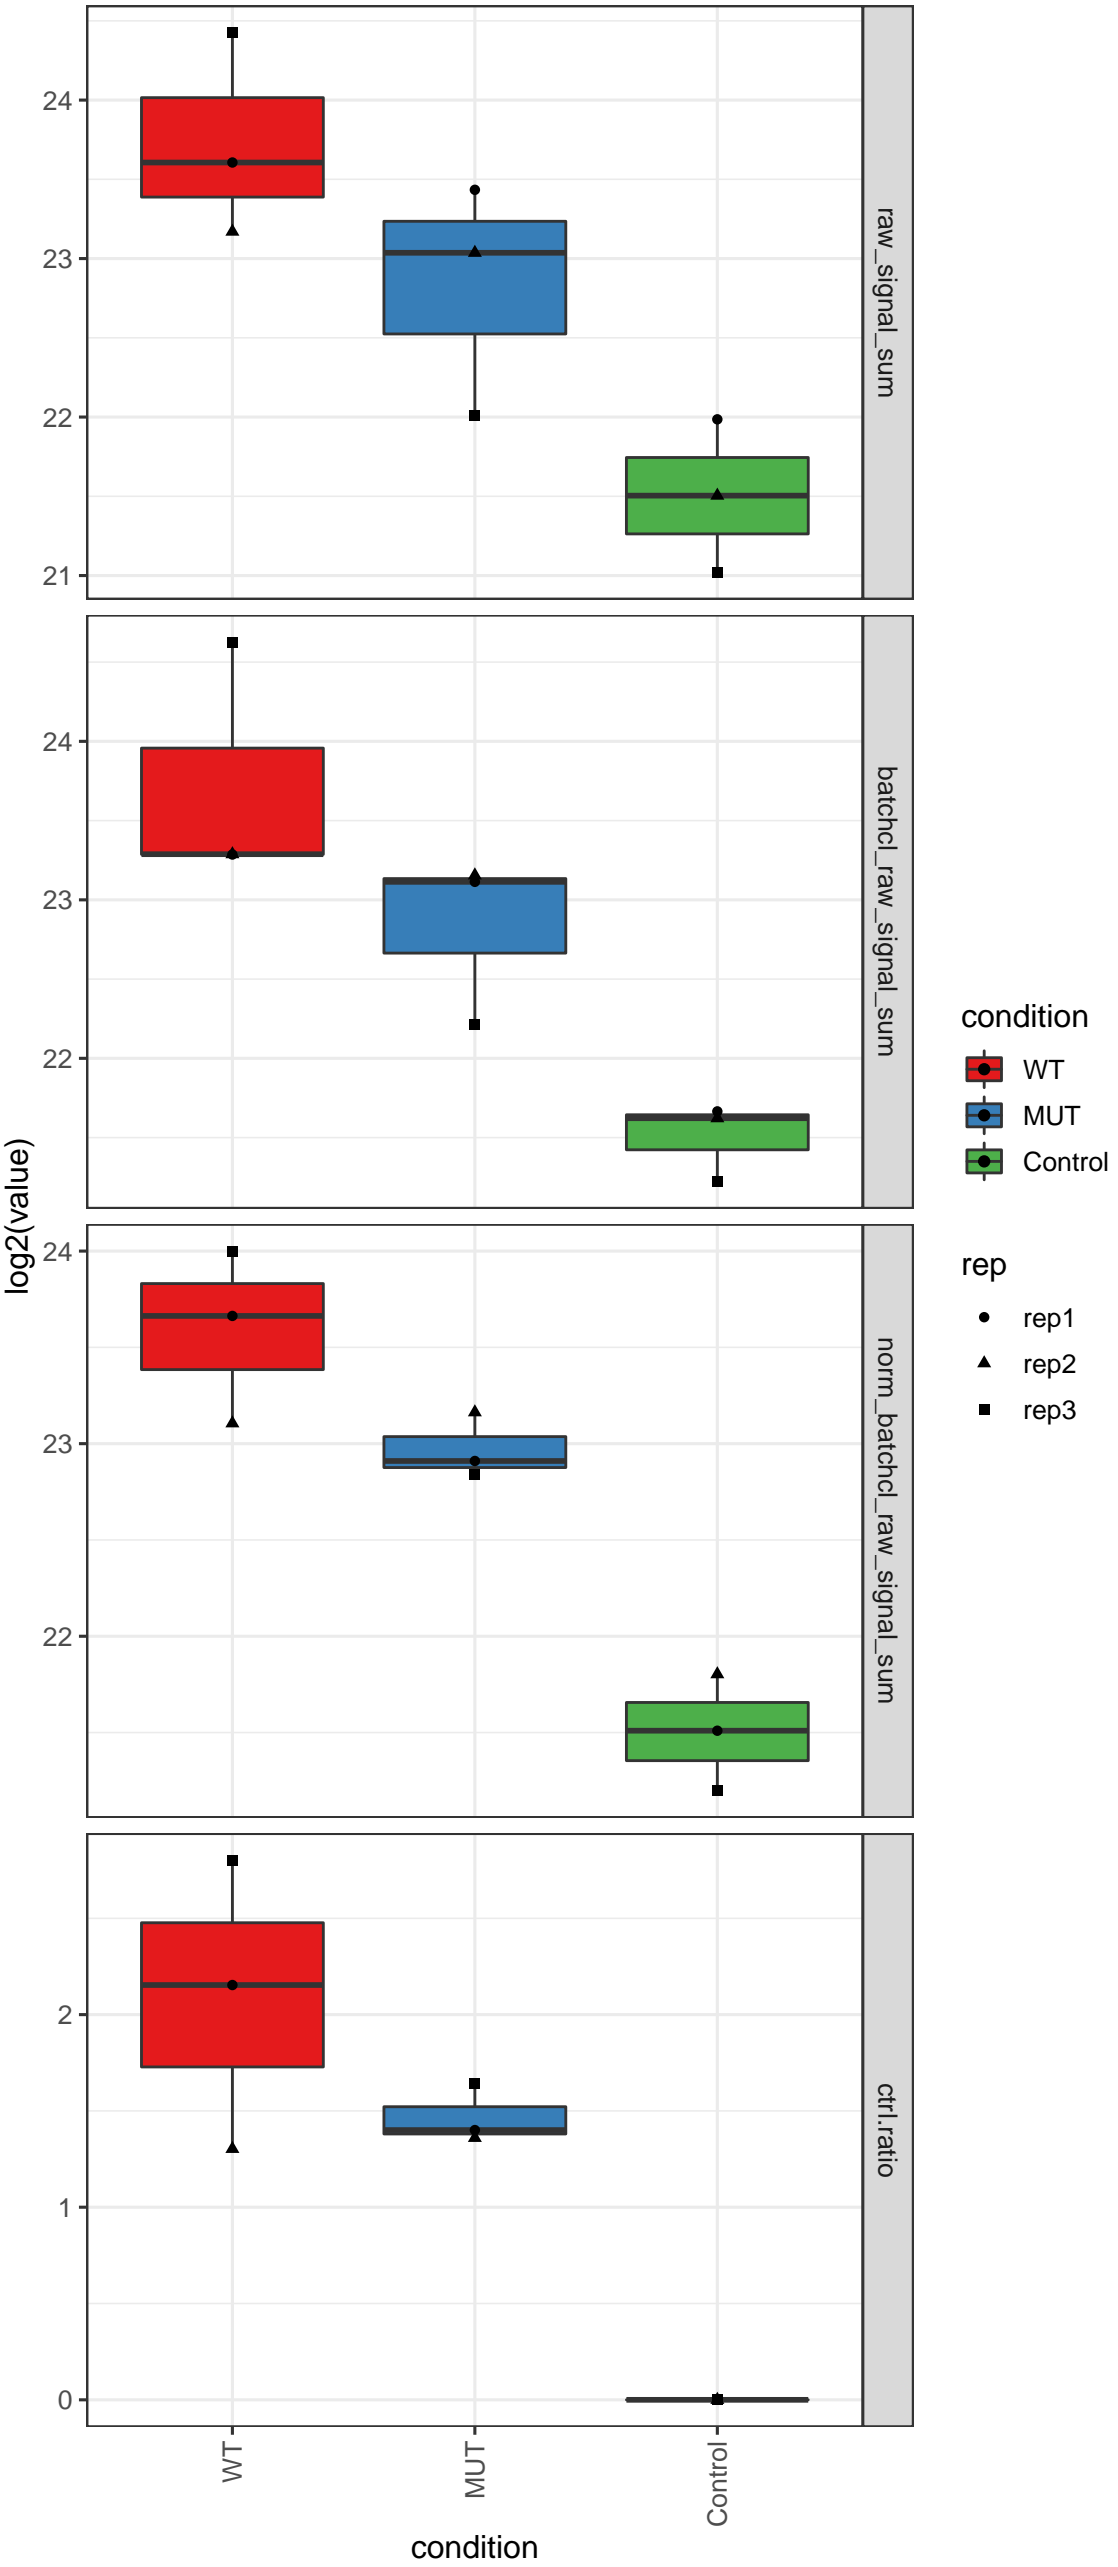 24
23
22
21
raw_signal_sum
24
23
22
batchcl_raw_signal_sum
24
23
22
norm_batchcl_raw_signal_sum
2
1
0
ctrl.ratio
log2(value)
WT
MUT
Control
condition
condition
WT
MUT
Control
rep
rep1
rep2
rep3